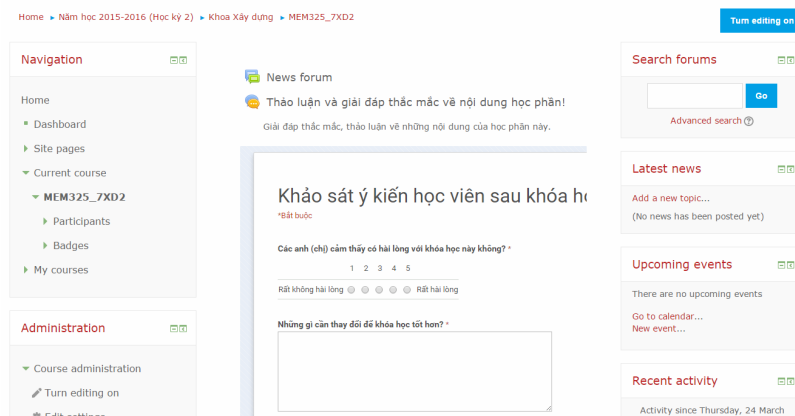 Home ▸ Năm học 2015-2016 (Học kỳ 2) ▸ Khoa Xây dựng ▸ MEM325_7XD2
Turn editing on
Navigation
Home
Dashboard
Site pages
Current course
MEM325_7XD2
Participants
Badges
My courses
Administration
Course administration
Turn editing on
Edit settings
News forum
Thảo luận và giải đáp thắc mắc về nội dung học phần!
Giải đáp thắc mắc, thảo luận về những nội dung của học phần này.
Khảo sát ý kiến học viên sau khóa
*Bắt buộc
Các anh (chị) cảm thấy có hài lòng với khóa học này không? *
1 2 3 4 5
Rất không hài lòng Rất hài lòng
Những gì cần thay đổi để khóa học tốt hơn? *
Search forums
Go
Advanced search
Latest news
Add a new topic...
(No news has been posted yet)
Upcoming events
There are no upcoming events
Go to calendar...
New event...
Recent activity
Activity since Thursday, 24 March